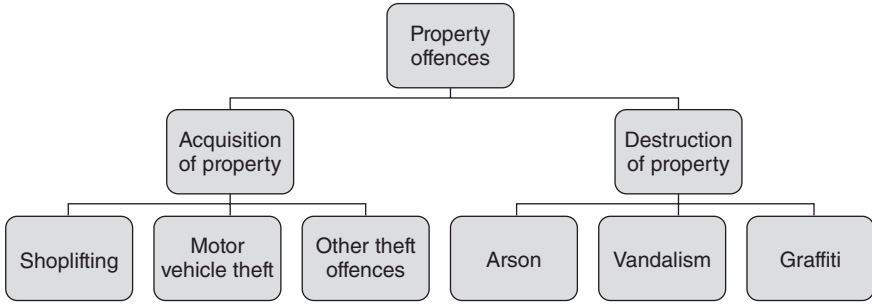 Property
offences
Acquisition
of property
Destruction
of property
Shoplifting
Motor
vehicle theft
Other theft
offences
Arson
Vandalism
Graffiti